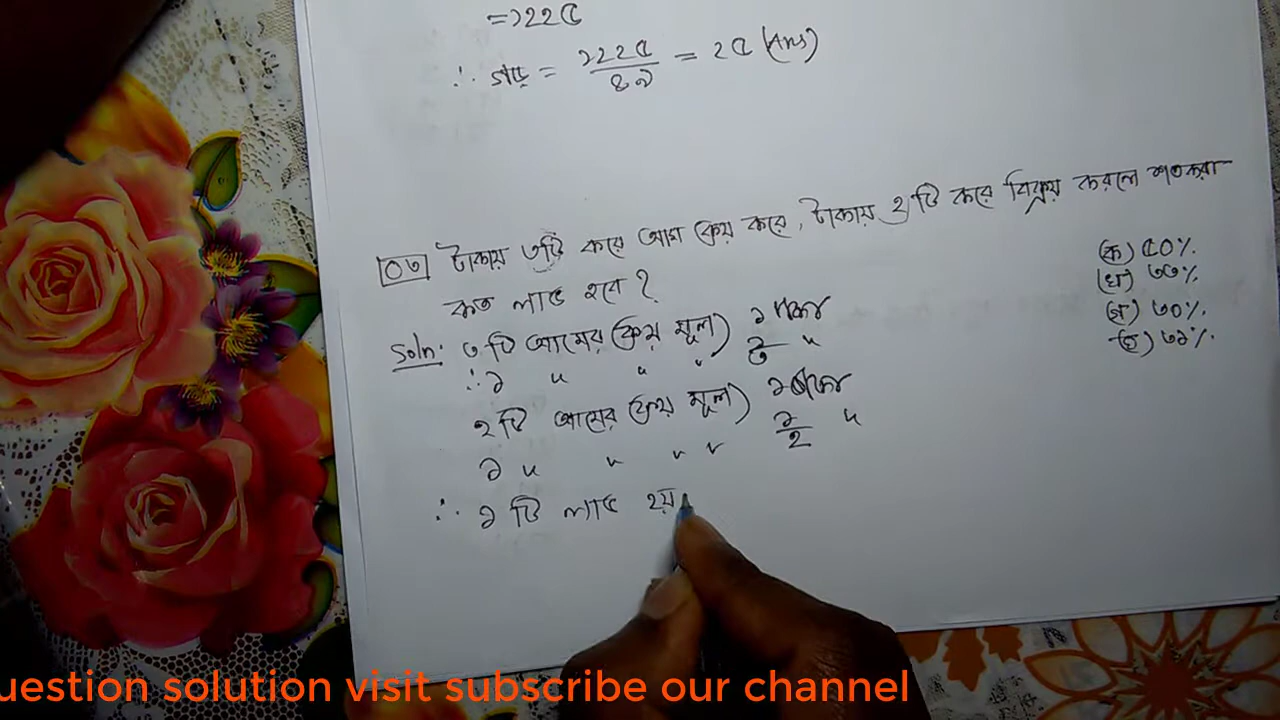 => ১২২৫
∴ গড় = ১২২৫/৪৯ = ২৫ (Ans)
০৩ টাকায় ৩টি করে আম ক্রয় করে, টাকায় ২টি করে বিক্রয় করলে শতকরা
কত লাভ হবে?
(ক) ৫০%
(খ) ৩৩%
(গ) ৩০%
(ঘ) ৩১%
Soln: ৩ টি আমের ক্রয় মূল্য ১ টাকা
∴ ১ " " " ১/৩ "
২ টি আমের ক্রয় মূল্য ১ টাকা
১ " " " " ১/২ "
∴ ১ টি লাভ হয়
uestion solution visit subscribe our channel